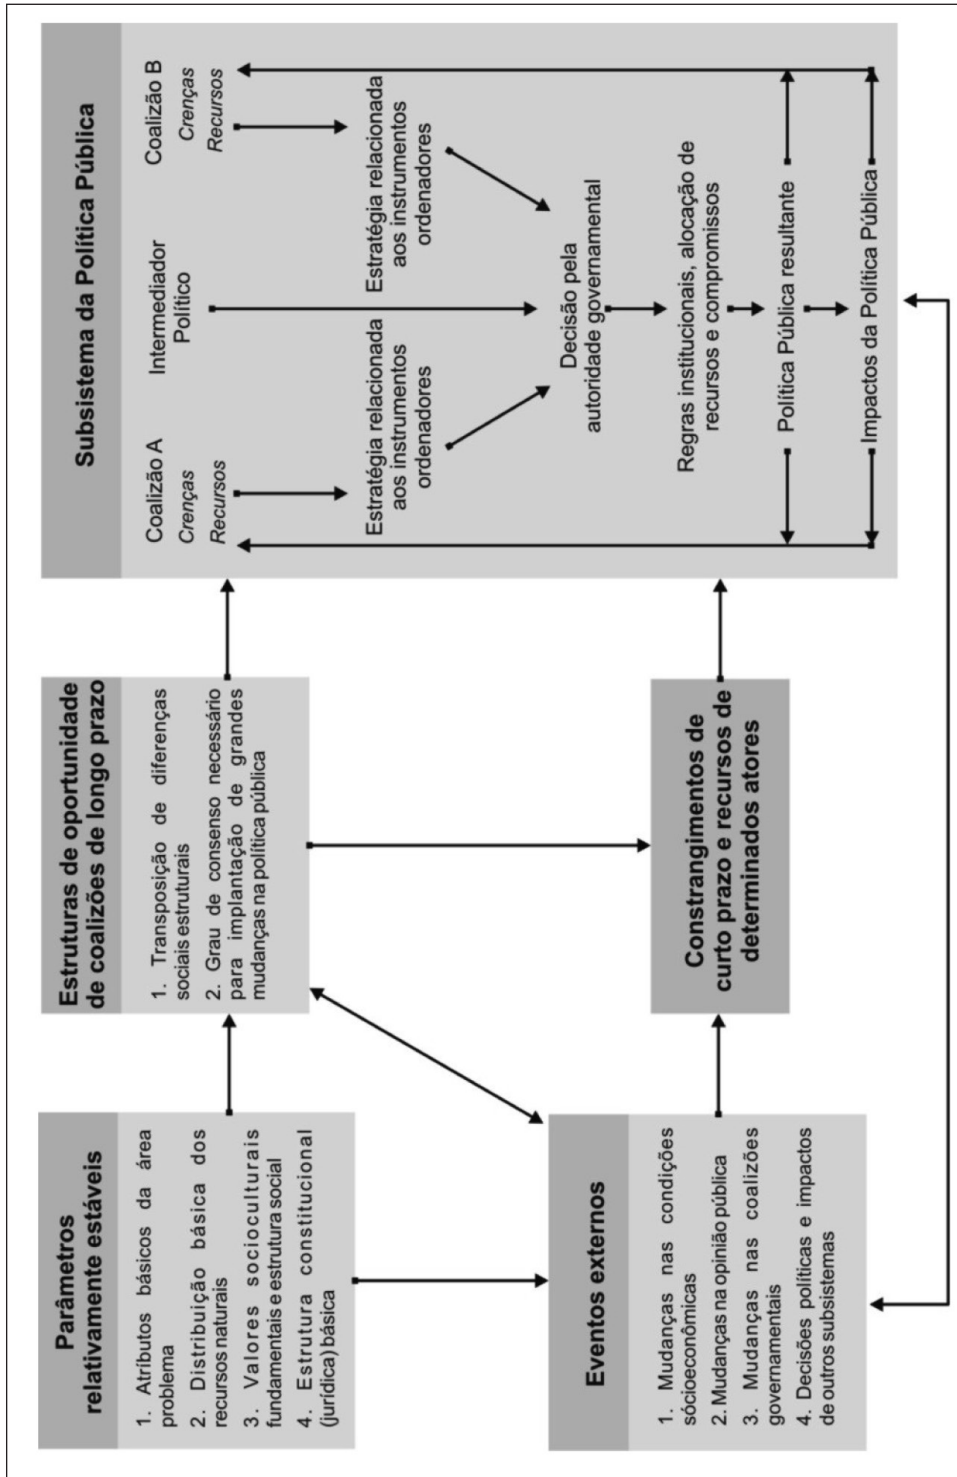 Parâmetros
relativamente estáveis
1. Atríbutos básicos da área
problema
2. Distribuição básica dos
recursos naturais
3. Valores socioculturais
fundamentais e estrutura social
4. Estrutura constitucional
(jurídica) básica
Estruturas de oportunidade
de coalizões de longo prazo
1. Transposição de diferenças
sociais estruturais
2. Grau de consenso necessário
para implantação de grandes
mudanças na política pública
Subsistema da Política Pública
Coalizão A
Crenças
Recursos
Intermediador
Político
Coalizão B
Crenças
Recursos
Estratégia relacionada
aos instrumentos
ordenadores
Estratégia relacionada
aos instrumentos
ordenadores
Decisão pela
autoridade governamental
Regras institucionais, alocação de
recursos e compromissos
Política Pública resultante
Impactos da Política Pública
Eventos externos
1. Mudanças nas condições
sócioeconômicas
2. Mudanças na opinião pública
3. Mudanças nas coalizões
governamentais
4. Decisões políticas e impactos
de outros subsistemas
Constrangimentos de
curto prazo e recursos de
determinados atores